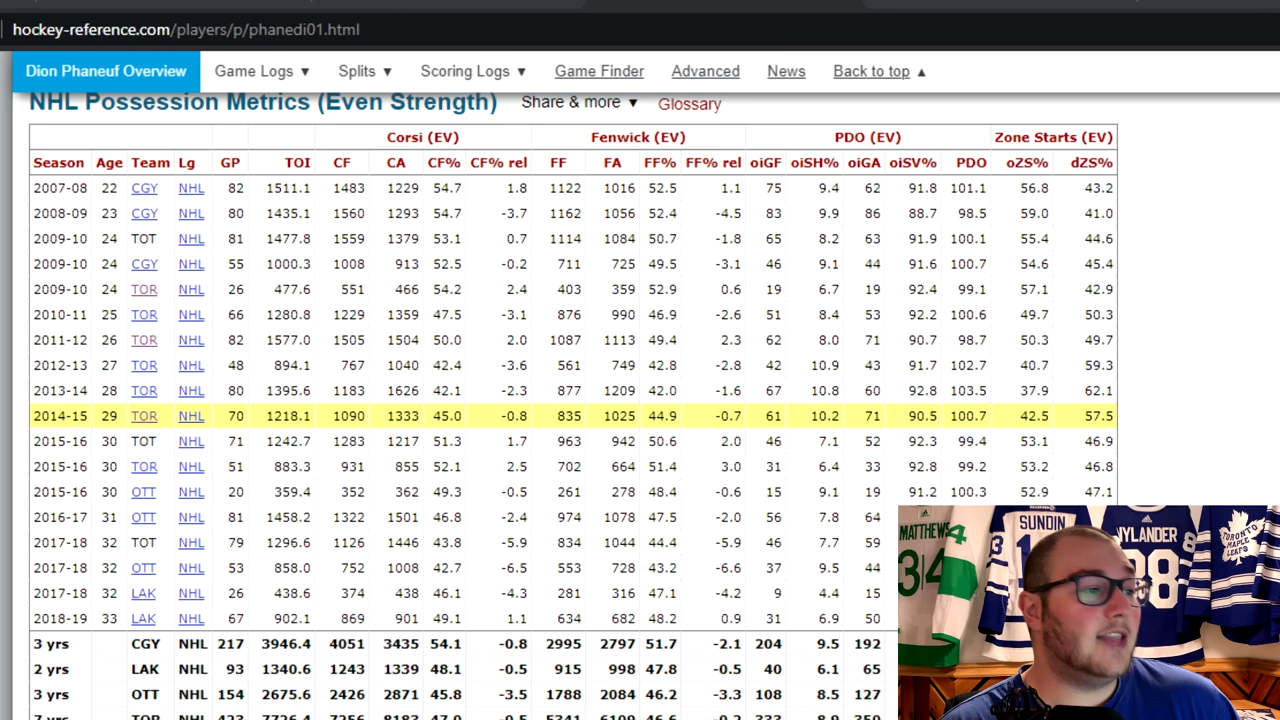 hockey-reference.com/players/p/phanedi01.html
Dion Phaneuf Overview Game Logs ▼ Splits ▼ Scoring Logs ▼ Game Finder Advanced News Back to top ▲
NHL Possession Metrics (Even Strength) Share & more ▼ Glossary
Corsi (EV) Fenwick (EV) PDO (EV) Zone Starts (EV)
Season Age Team Lg GP TOI CF CA CF% CF% rel FF FA FF% FF% rel oiGF oiSH% oiGA oiSV% PDO oZS% dZS%
2007-08 22 CGY NHL 82 1511.1 1483 1229 54.7 1.8 1122 1016 52.5 1.1 75 9.4 62 91.8 101.1 56.8 43.2
2008-09 23 CGY NHL 80 1435.1 1560 1293 54.7 -3.7 1162 1056 52.4 -4.5 83 9.9 86 88.7 98.5 59.0 41.0
2009-10 24 TOT NHL 81 1477.8 1559 1379 53.1 0.7 1114 1084 50.7 -1.8 65 8.2 63 91.9 100.1 55.4 44.6
2009-10 24 CGY NHL 55 1000.3 1008 913 52.5 -0.2 711 725 49.5 -3.1 46 9.1 44 91.6 100.7 54.6 45.4
2009-10 24 TOR NHL 26 477.6 551 466 54.2 2.4 403 359 52.9 0.6 19 6.7 19 92.4 99.1 57.1 42.9
2010-11 25 TOR NHL 66 1280.8 1229 1359 47.5 -3.1 876 990 46.9 -2.6 51 8.4 53 92.2 100.6 49.7 50.3
2011-12 26 TOR NHL 82 1577.0 1505 1504 50.0 2.0 1087 1113 49.4 2.3 62 8.0 71 90.7 98.7 50.3 49.7
2012-13 27 TOR NHL 48 894.1 767 1040 42.4 -3.6 561 749 42.8 -2.8 42 10.9 43 91.7 102.7 40.7 59.3
2013-14 28 TOR NHL 80 1395.6 1183 1626 42.1 -2.3 877 1209 42.0 -1.6 67 10.8 60 92.8 103.5 37.9 62.1
2014-15 29 TOR NHL 70 1218.1 1090 1333 45.0 -0.8 835 1025 44.9 -0.7 61 10.2 71 90.5 100.7 42.5 57.5
2015-16 30 TOT NHL 71 1242.7 1283 1217 51.3 1.7 963 942 50.6 2.0 46 7.1 52 92.3 99.4 53.1 46.9
2015-16 30 TOR NHL 51 883.3 931 855 52.1 2.5 702 664 51.4 3.0 31 6.4 33 92.8 99.2 53.2 46.8
2015-16 30 OTT NHL 20 359.4 352 362 49.3 -0.5 261 278 48.4 -0.6 15 9.1 19 91.2 100.3 52.9 47.1
2016-17 31 OTT NHL 81 1458.2 1322 1501 46.8 -2.4 974 1078 47.5 -2.0 56 7.8 64
2017-18 32 TOT NHL 81 1296.6 1126 1446 43.8 -5.9 834 1044 44.4 -5.9 46 7.7 59
2017-18 32 OTT NHL 55 858.0 752 1008 42.7 -6.5 553 728 43.2 -6.6 37 9.5 44
2017-18 32 LAK NHL 26 438.6 374 438 46.1 -4.3 281 316 47.1 -4.2 9 4.4 15
2018-19 33 LAK NHL 67 902.1 869 901 49.1 1.1 634 682 48.2 0.9 31 6.9 50
3 yrs CGY NHL 217 3946.4 4051 3435 54.1 -0.8 2995 2797 51.7 -2.1 204 9.5 192
2 yrs LAK NHL 93 1340.6 1243 1339 48.1 -0.5 915 998 47.8 -0.5 40 6.1 65
3 yrs OTT NHL 154 2675.6 2426 2871 45.8 -3.5 1788 2084 46.2 -3.3 108 8.5 127
7 yrs TOR NHL 423 7726.4 7256 8183 47.0 -0.5 5341 6109 46.6 -0.2 333 8.9 350
MATTHEWS
34
SUNDIN
NYLANDER
88
TORONTO
MAPLE
LEAFS